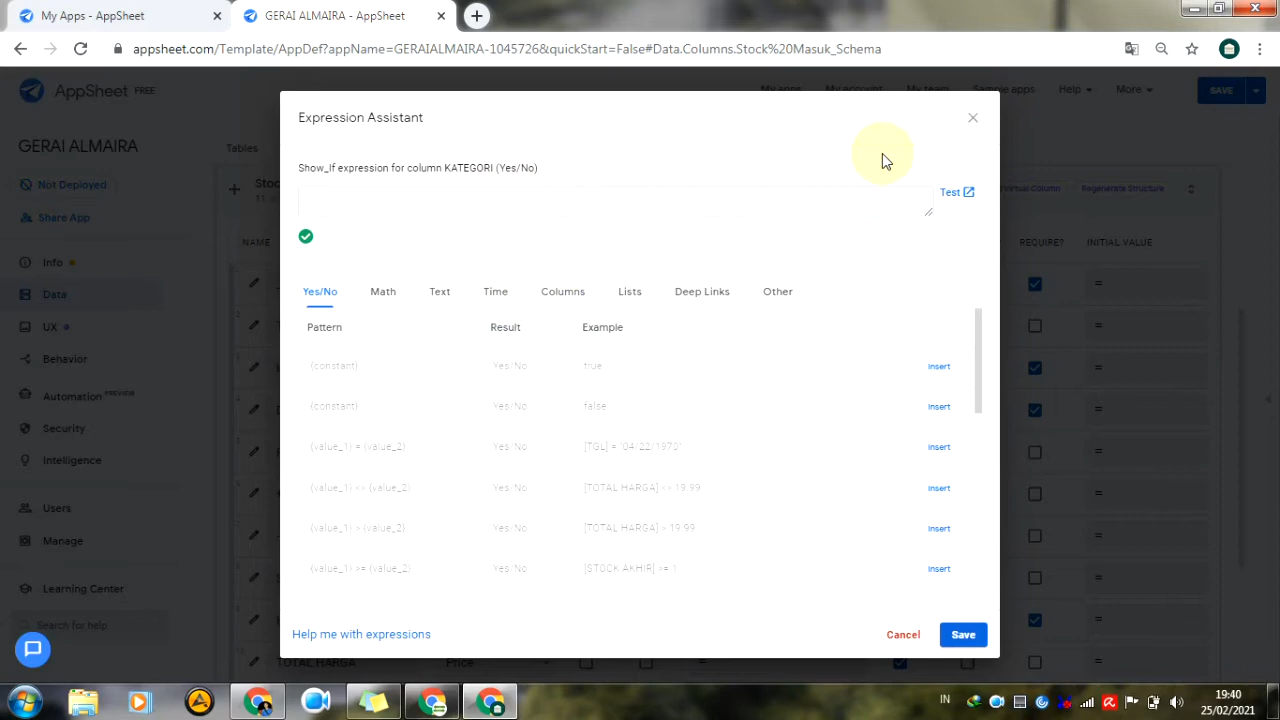 My Apps - AppSheet
GERAI ALMAIRA - AppSheet
appsheet.com/Template/AppDef?appName=GERAIALMAIRA-1045726&quickStart=False#Data.Columns.Stock%20Masuk_Schema
AppSheet FREE
My apps
My account
My team
Sample apps
Help
More
SAVE
GERAI ALMAIRA
Not Deployed
Share App
Info
Data
UX
Behavior
Automation PREVIEW
Security
Intelligence
Users
Manage
Learning Center
Search for help
Tables
Virtual Column
Regenerate Structure
NAME
REQUIRE?
INITIAL VALUE
=
=
=
=
=
=
=
=
=
=
TOTAL HARGA
Price
=
Expression Assistant
Show_If expression for column KATEGORI (Yes/No)
Test
Yes/No Math Text Time Columns Lists Deep Links Other
Pattern Result Example
(constant) Yes/No true Insert
(constant) Yes/No false Insert
(value_1) = (value_2) Yes/No [TGL] = "04/22/1970" Insert
(value_1) <> (value_2) Yes/No [TOTAL HARGA] <> 19.99 Insert
(value_1) > (value_2) Yes/No [TOTAL HARGA] > 19.99 Insert
(value_1) >= (value_2) Yes/No [STOCK AKHIR] >= 1 Insert
Help me with expressions
Cancel
Save
IN
19:40
25/02/2021